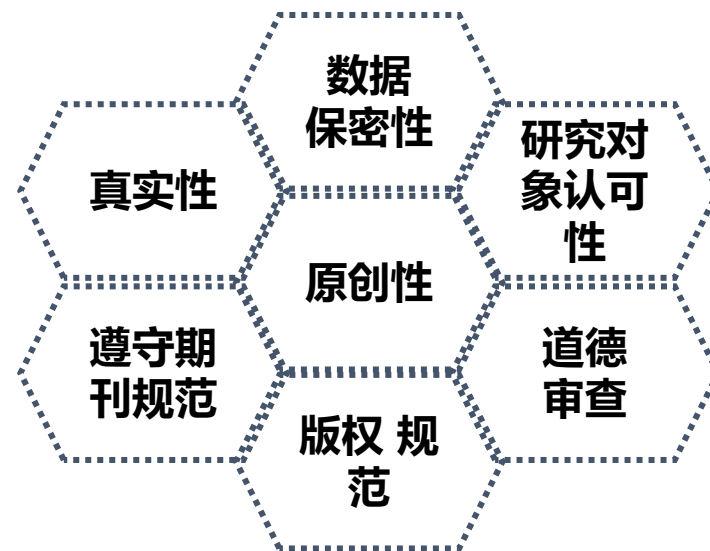 数据
保密性
研究对
象认可
性
真实性
原创性
遵守期
刊规范
道德
审查
版权 规
范